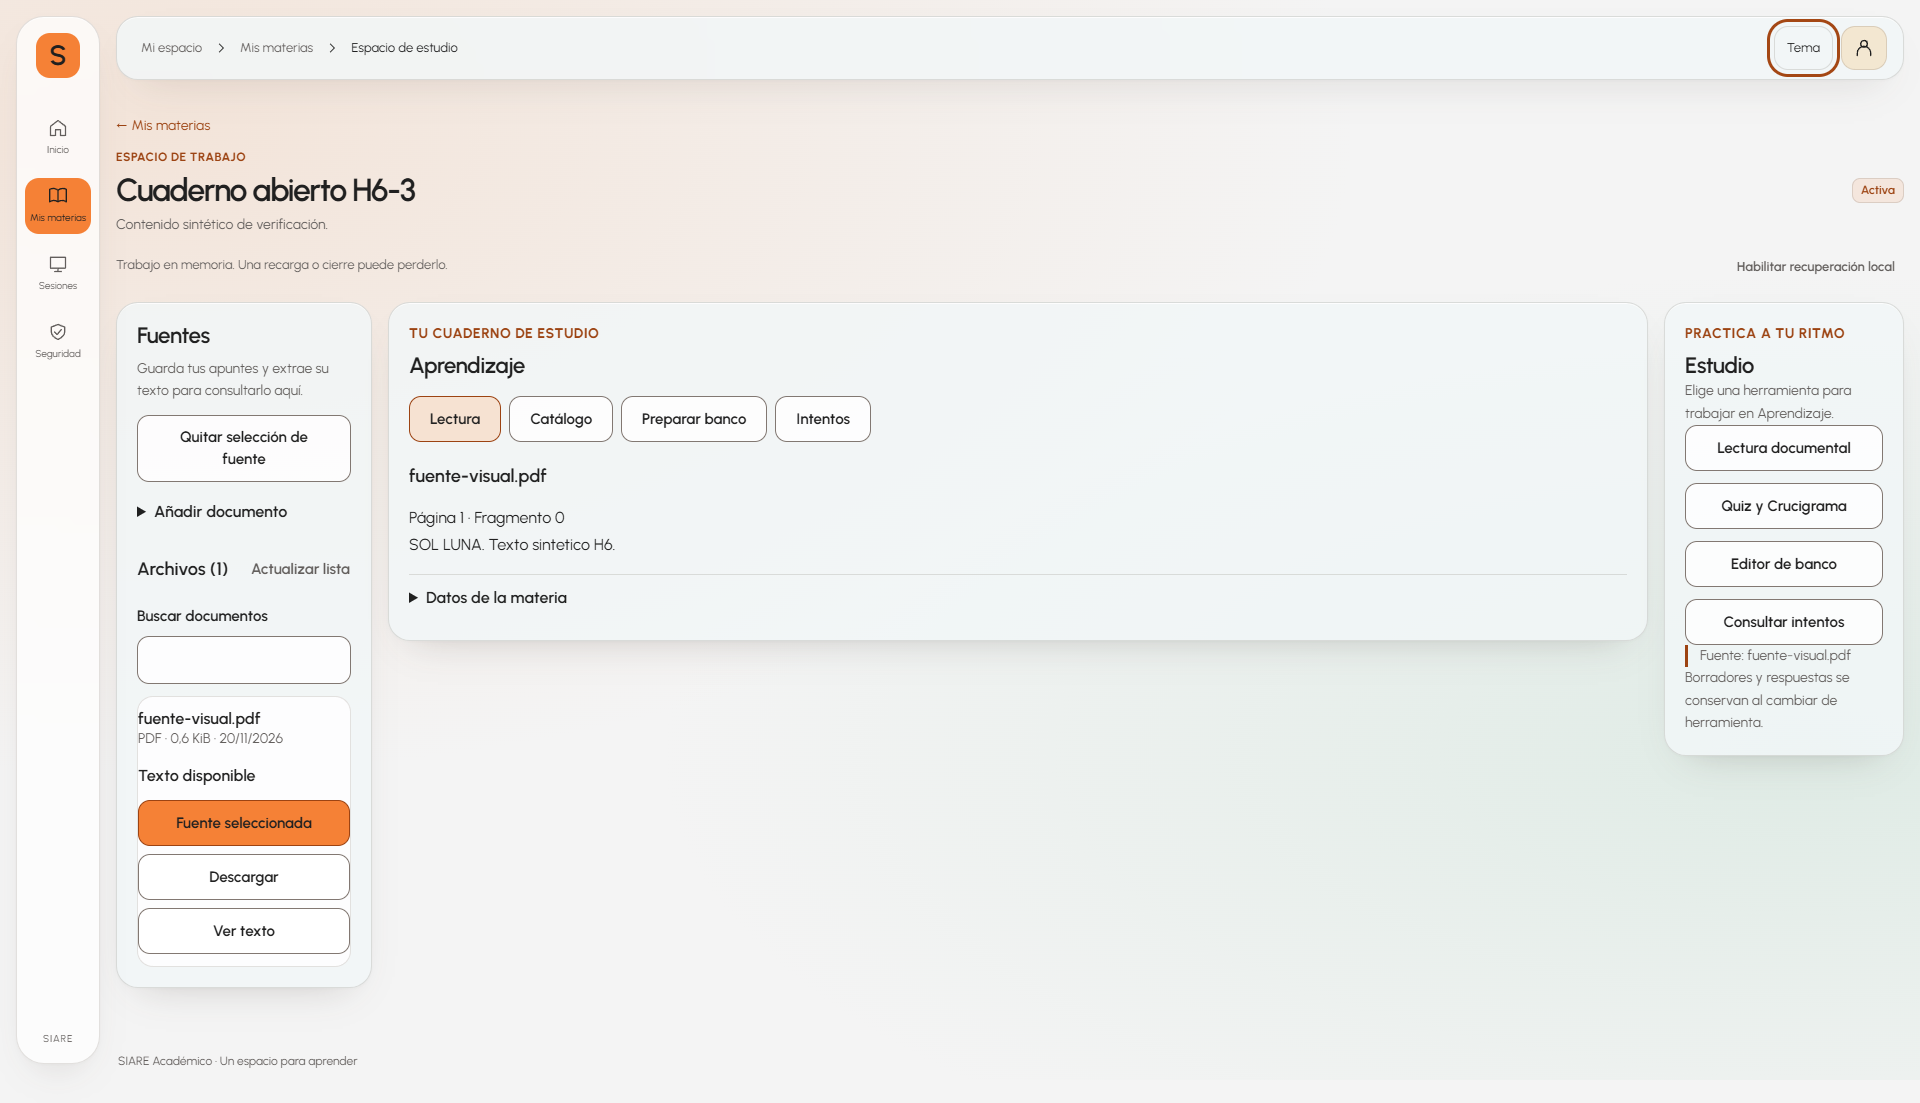 S
Inicio
Mis materias
Sesiones
Seguridad
SIARE
Mi espacio
Mis materias
Espacio de estudio
Tema
← Mis materias
ESPACIO DE TRABAJO
Cuaderno abierto H6-3
Activa
Contenido sintético de verificación.
Trabajo en memoria. Una recarga o cierre puede perderlo.
Habilitar recuperación local
Fuentes
Guarda tus apuntes y extrae su
texto para consultarlo aquí.
Quitar selección de
fuente
Añadir documento
Archivos (1)
Actualizar lista
Buscar documentos
fuente-visual.pdf
PDF · 0,6 KiB · 20/11/2026
Texto disponible
Fuente seleccionada
Descargar
Ver texto
TU CUADERNO DE ESTUDIO
Aprendizaje
Lectura
Catálogo
Preparar banco
Intentos
fuente-visual.pdf
Página 1 · Fragmento 0
SOL LUNA. Texto sintetico H6.
Datos de la materia
PRACTICA A TU RITMO
Estudio
Elige una herramienta para
trabajar en Aprendizaje.
Lectura documental
Quiz y Crucigrama
Editor de banco
Consultar intentos
Fuente: fuente-visual.pdf
Borradores y respuestas se
conservan al cambiar de
herramienta.
SIARE Académico · Un espacio para aprender